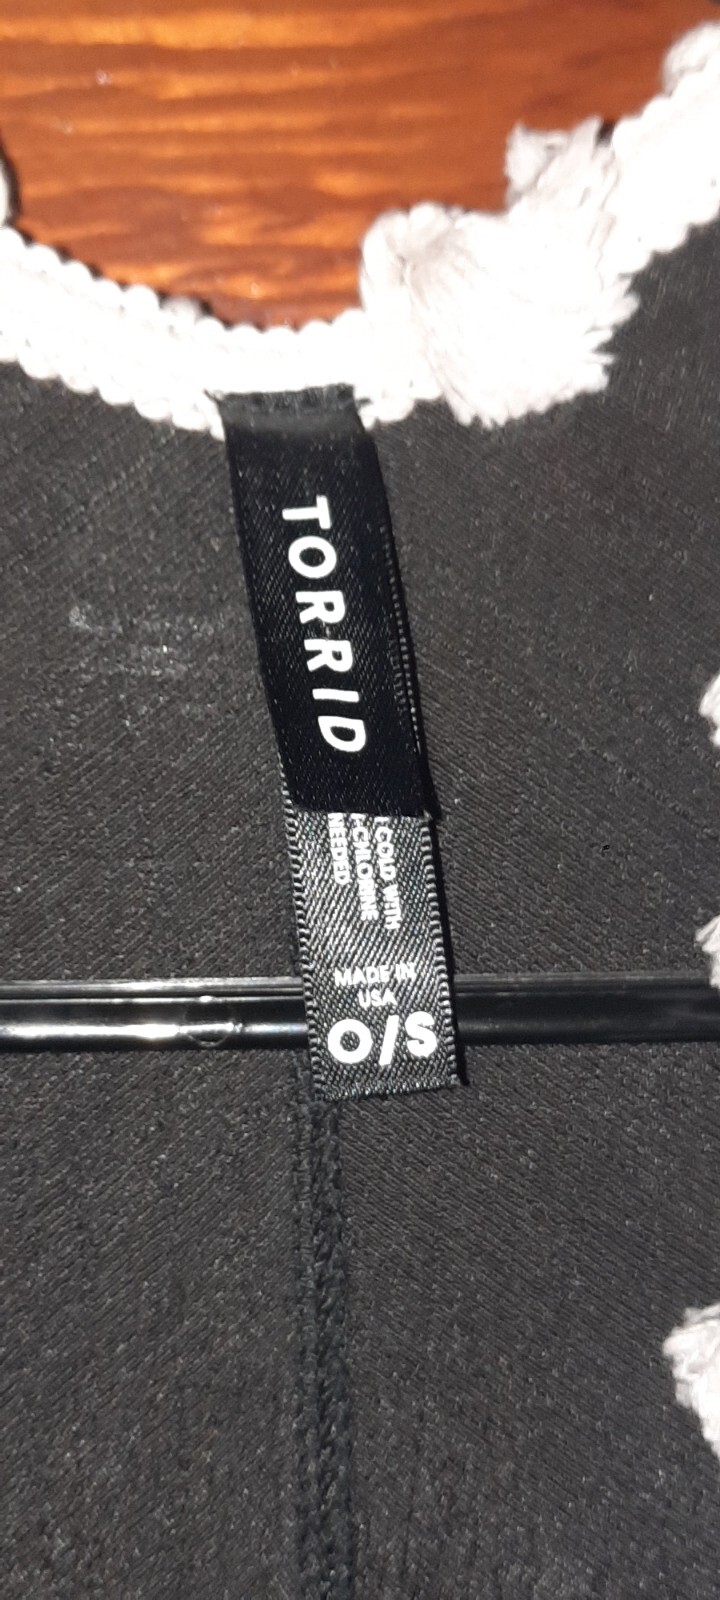 TORRID
COLD WITH
CHLORINE
NEEDED
MADE IN
USA
O/S